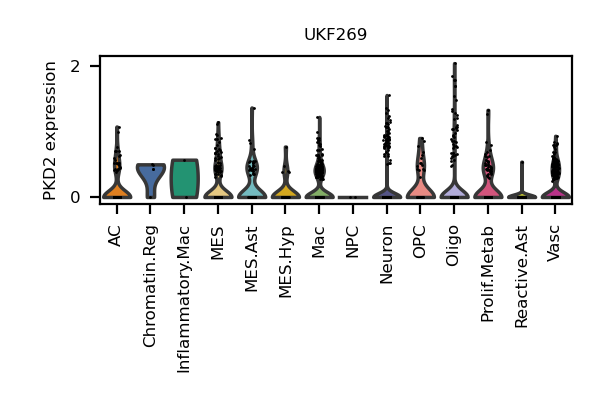 UKF269
PKD2 expression
2
0
AC
Chromatin.Reg
Inflammatory.Mac
MES
MES.Ast
MES.Hyp
Mac
NPC
Neuron
OPC
Oligo
Prolif.Metab
Reactive.Ast
Vasc